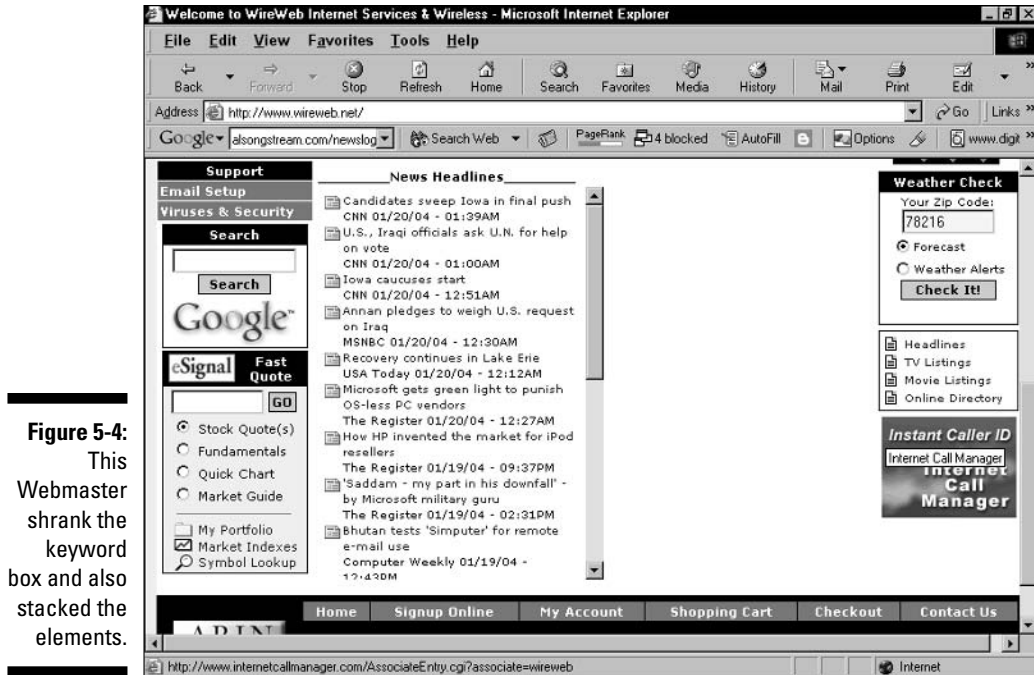 Welcome to WireWeb Internet Services & Wireless - Microsoft Internet Explorer
File Edit View Favorites Tools Help
Back Forward Stop Refresh Home Search Favorites Media History Mail Print Edit
Address http://www.wireweb.net/ Go Links »
Google alsongstream.com/newslog Search Web PageRank 4 blocked AutoFill Options www.digit »
Support
Email Setup
Viruses & Security
Search
Search
Google™
eSignal Fast Quote
GO
Stock Quote(s)
Fundamentals
Quick Chart
Market Guide
My Portfolio
Market Indexes
Symbol Lookup
News Headlines
Candidates sweep Iowa in final push
CNN 01/20/04 - 01:39AM
U.S., Iraqi officials ask U.N. for help
on vote
CNN 01/20/04 - 01:00AM
Iowa caucuses start
CNN 01/20/04 - 12:51AM
Annan pledges to weigh U.S. request
on Iraq
MSNBC 01/20/04 - 12:30AM
Recovery continues in Lake Erie
USA Today 01/20/04 - 12:12AM
Microsoft gets green light to punish
OS-less PC vendors
The Register 01/20/04 - 12:27AM
How HP invented the market for iPod
resellers
The Register 01/19/04 - 09:37PM
'Saddam - my part in his downfall' -
by Microsoft military guru
The Register 01/19/04 - 02:31PM
Bhutan tests 'Simputer' for remote
e-mail use
Computer Weekly 01/19/04 -
12:43PM
Weather Check
Your Zip Code:
78216
Forecast
Weather Alerts
Check It!
Headlines
TV Listings
Movie Listings
Online Directory
Instant Caller ID
Internet Call Manager
Internet
Call
Manager
Home Signup Online My Account Shopping Cart Checkout Contact Us
ARIN
http://www.internetcallmanager.com/AssociateEntry.cgi?associate=wireweb Internet
Figure 5-4:
This
Webmaster
shrank the
keyword
box and also
stacked the
elements.